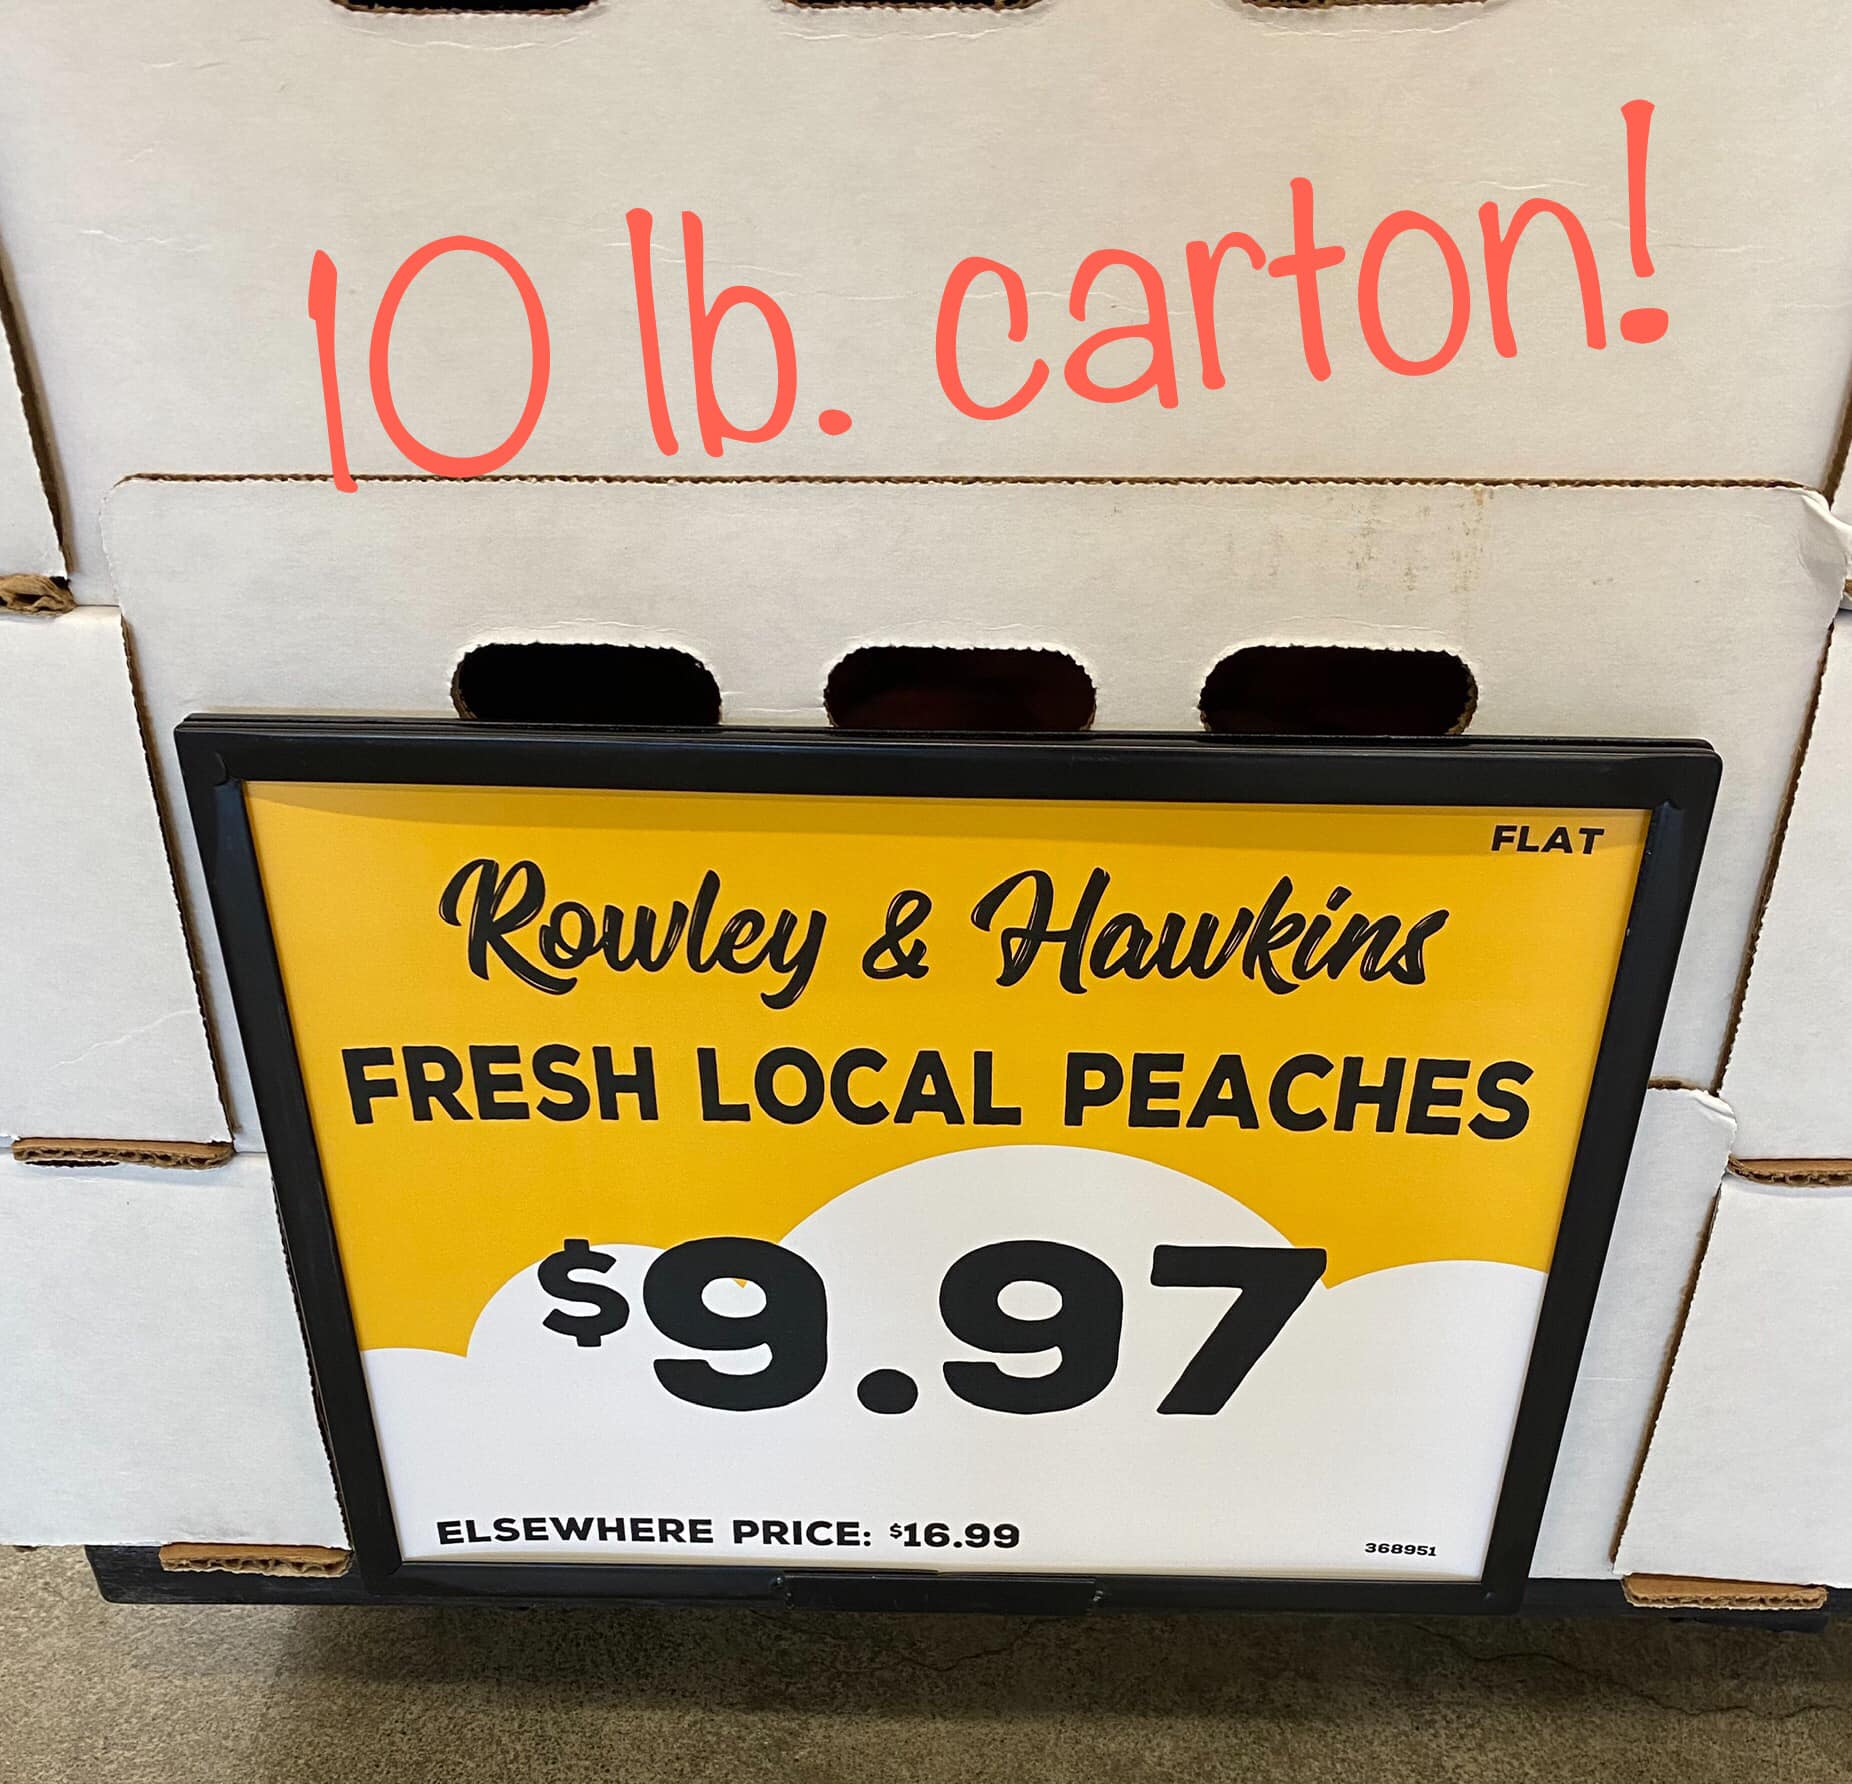 10 lb. carton!
FLAT
Rowley & Hawkins
FRESH LOCAL PEACHES
$9.97
ELSEWHERE PRICE: $16.99
368951